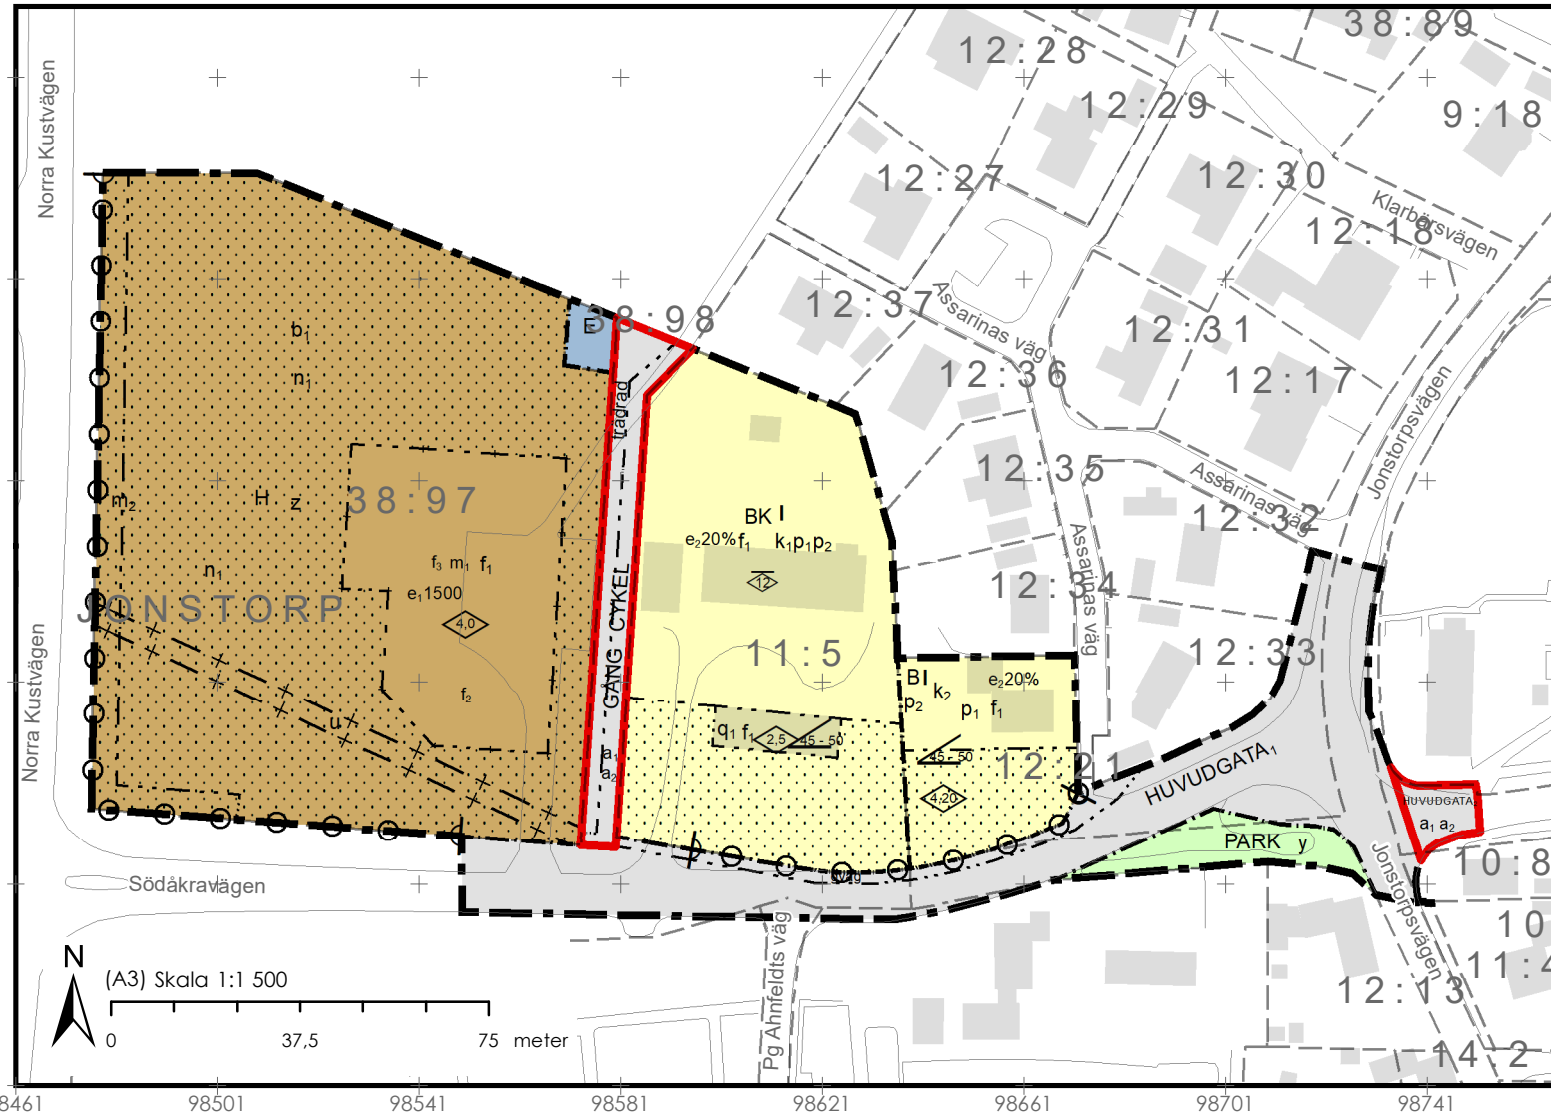 38:89
12:28
12:29
9:18
Norra Kustvägen
12:27
12:30
Klarbärsvägen
12:18
12:37
38:98
E
Assarinas väg
12:31
b1
n1
12:36
12:17
trädrad
Jonstorpsvägen
12:35
Assarinas väg
m2
H z
38:97
BK I
12:32
e2 20% f1 k1 p1 p2
Assarinas väg
n1
f3 m1 f1
12
12:34
e1 1500
GÅNG CYKEL
JONSTORP
4,0
11:5
12:33
Norra Kustvägen
f2
BI k2
e2 20%
p2
p1 f1
u
q1 f1
2,5
45 - 50
a1
a2
45 - 50
12:21
HUVUDGATA1
4,20
HUVUDGATA
a1 a2
PARK y
10:8
Södåkravägen
Jonstorpsvägen
Pg Ahnfeldts väg
10
11:4
12:13
N
(A3) Skala 1:1 500
0 37,5 75 meter
14:2
98461 98501 98541 98581 98621 98661 98701 98741